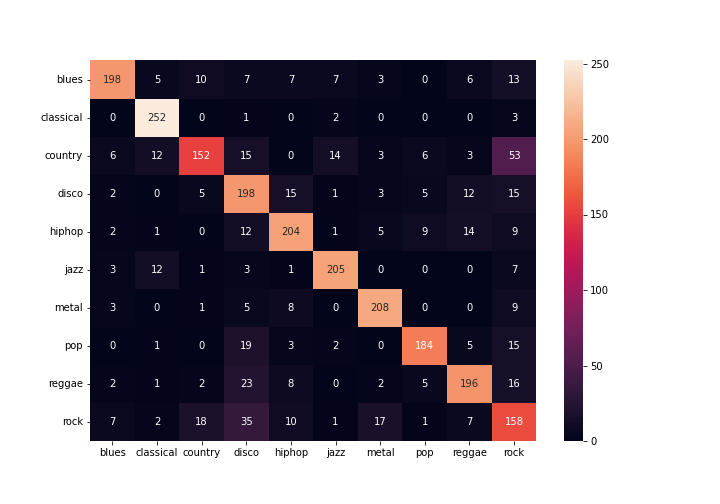 blues 198 5 10 7 7 7 3 0 6 13
classical 0 252 0 1 0 2 0 0 0 3
country 6 12 152 15 0 14 3 6 3 53
disco 2 0 5 198 15 1 3 5 12 15
hiphop 2 1 0 12 204 1 5 9 14 9
jazz 3 12 1 3 1 205 0 0 0 7
metal 3 0 1 5 8 0 208 0 0 9
pop 0 1 0 19 3 2 0 184 5 15
reggae 2 1 2 23 8 0 2 5 196 16
rock 7 2 18 35 10 1 17 1 7 158
blues classical country disco hiphop jazz metal pop reggae rock
250
200
150
100
50
0